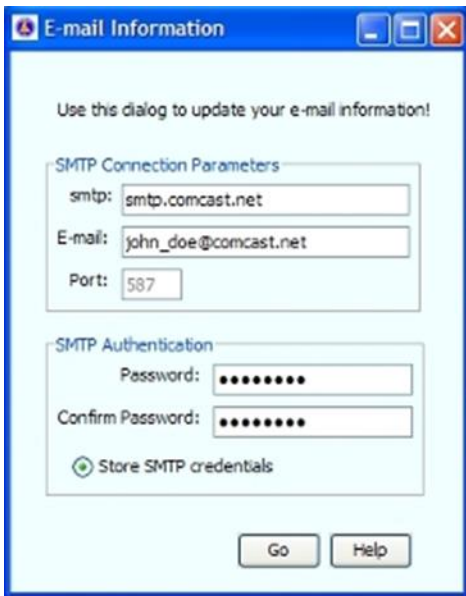 E-mail Information
Use this dialog to update your e-mail information!
SMTP Connection Parameters
smtp: smtp.comcast.net
E-mail: john_doe@comcast.net
Port: 587
SMTP Authentication
Password: ••••••••
Confirm Password: ••••••••
Store SMTP credentials
Go Help